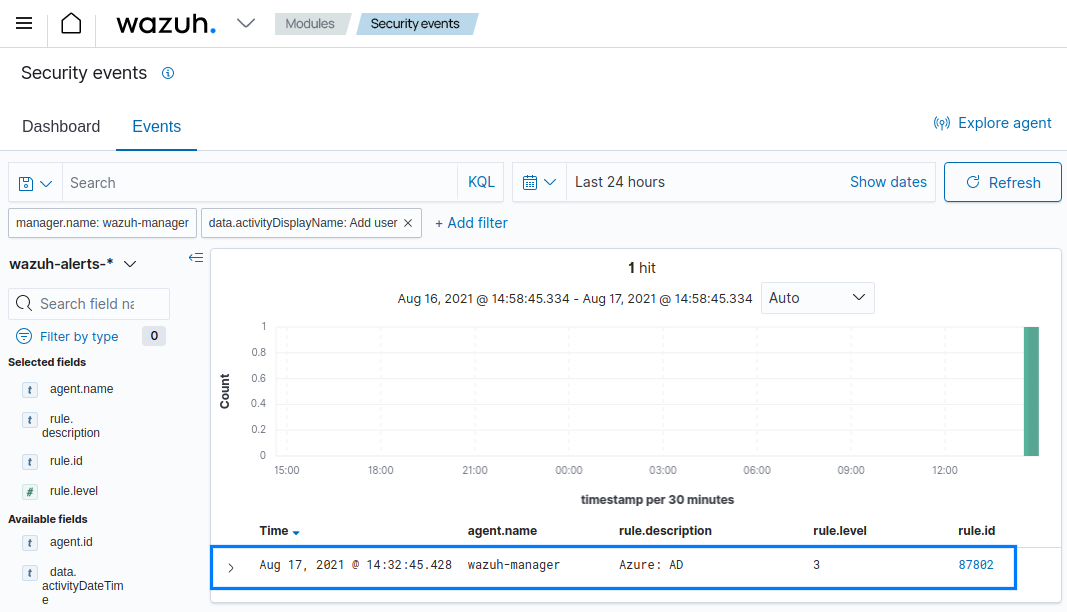 wazuh.
Modules
Security events
Security events
Dashboard
Events
Explore agent
Search
KQL
Last 24 hours
Show dates
Refresh
manager.name: wazuh-manager
data.activityDisplayName: Add user
+ Add filter
wazuh-alerts-*
Search field na
Filter by type
0
Selected fields
t agent.name
t rule.
description
t rule.id
# rule.level
Available fields
t agent.id
t data.
activityDateTim
e
1 hit
Aug 16, 2021 @ 14:58:45.334 - Aug 17, 2021 @ 14:58:45.334
Auto
Count
1
0.8
0.6
0.4
0.2
0
15:00 18:00 21:00 00:00 03:00 06:00 09:00 12:00
timestamp per 30 minutes
Time agent.name rule.description rule.level rule.id
Aug 17, 2021 @ 14:32:45.428 wazuh-manager Azure: AD 3 87802